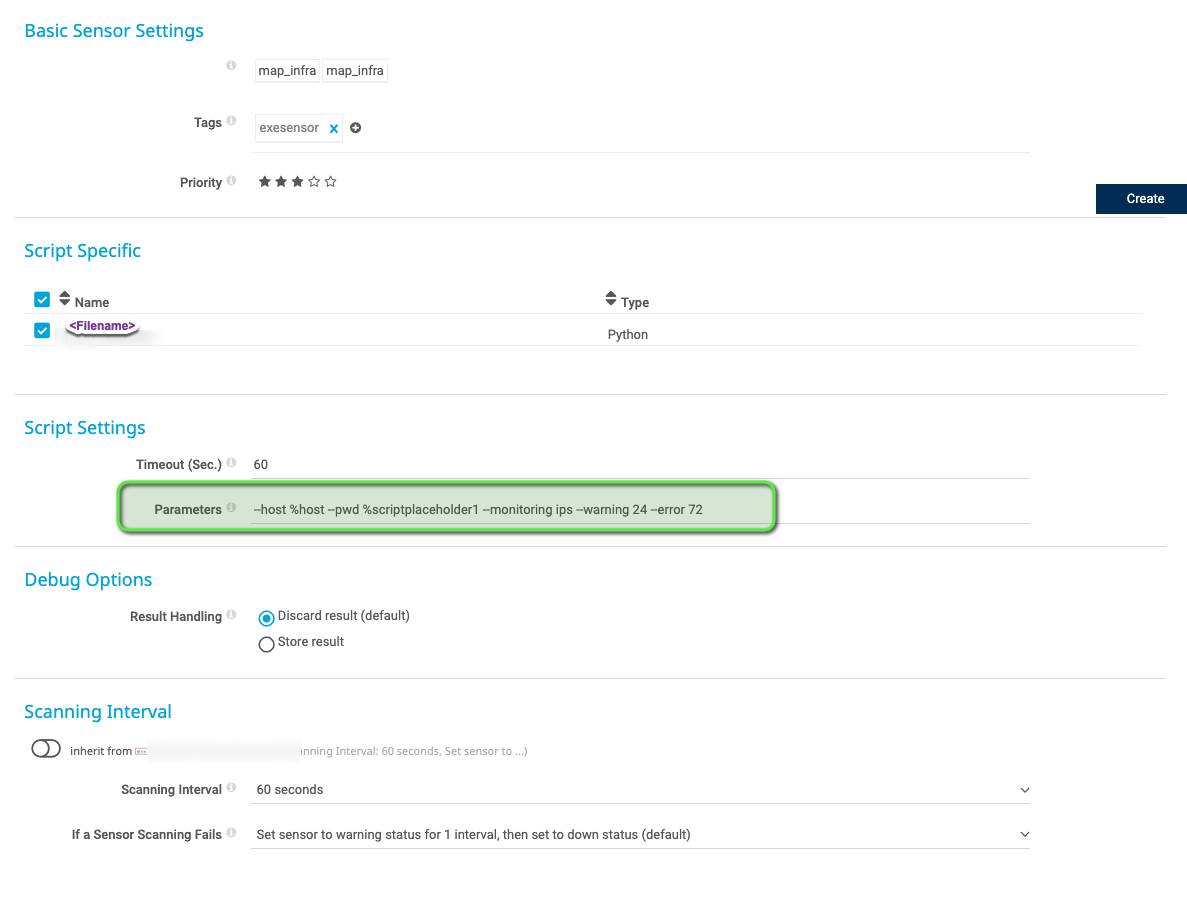 Basic Sensor Settings
map_infra map_infra
Tags exesensor
Priority
Create
Script Specific
Name Type
<Filename> Python
Script Settings
Timeout (Sec.) 60
Parameters --host %host --pwd %scriptplaceholder1 --monitoring ips --warning 24 --error 72
Debug Options
Result Handling Discard result (default)
Store result
Scanning Interval
inherit from Interval: 60 seconds, Set sensor to ...)
Scanning Interval 60 seconds
If a Sensor Scanning Fails Set sensor to warning status for 1 interval, then set to down status (default)